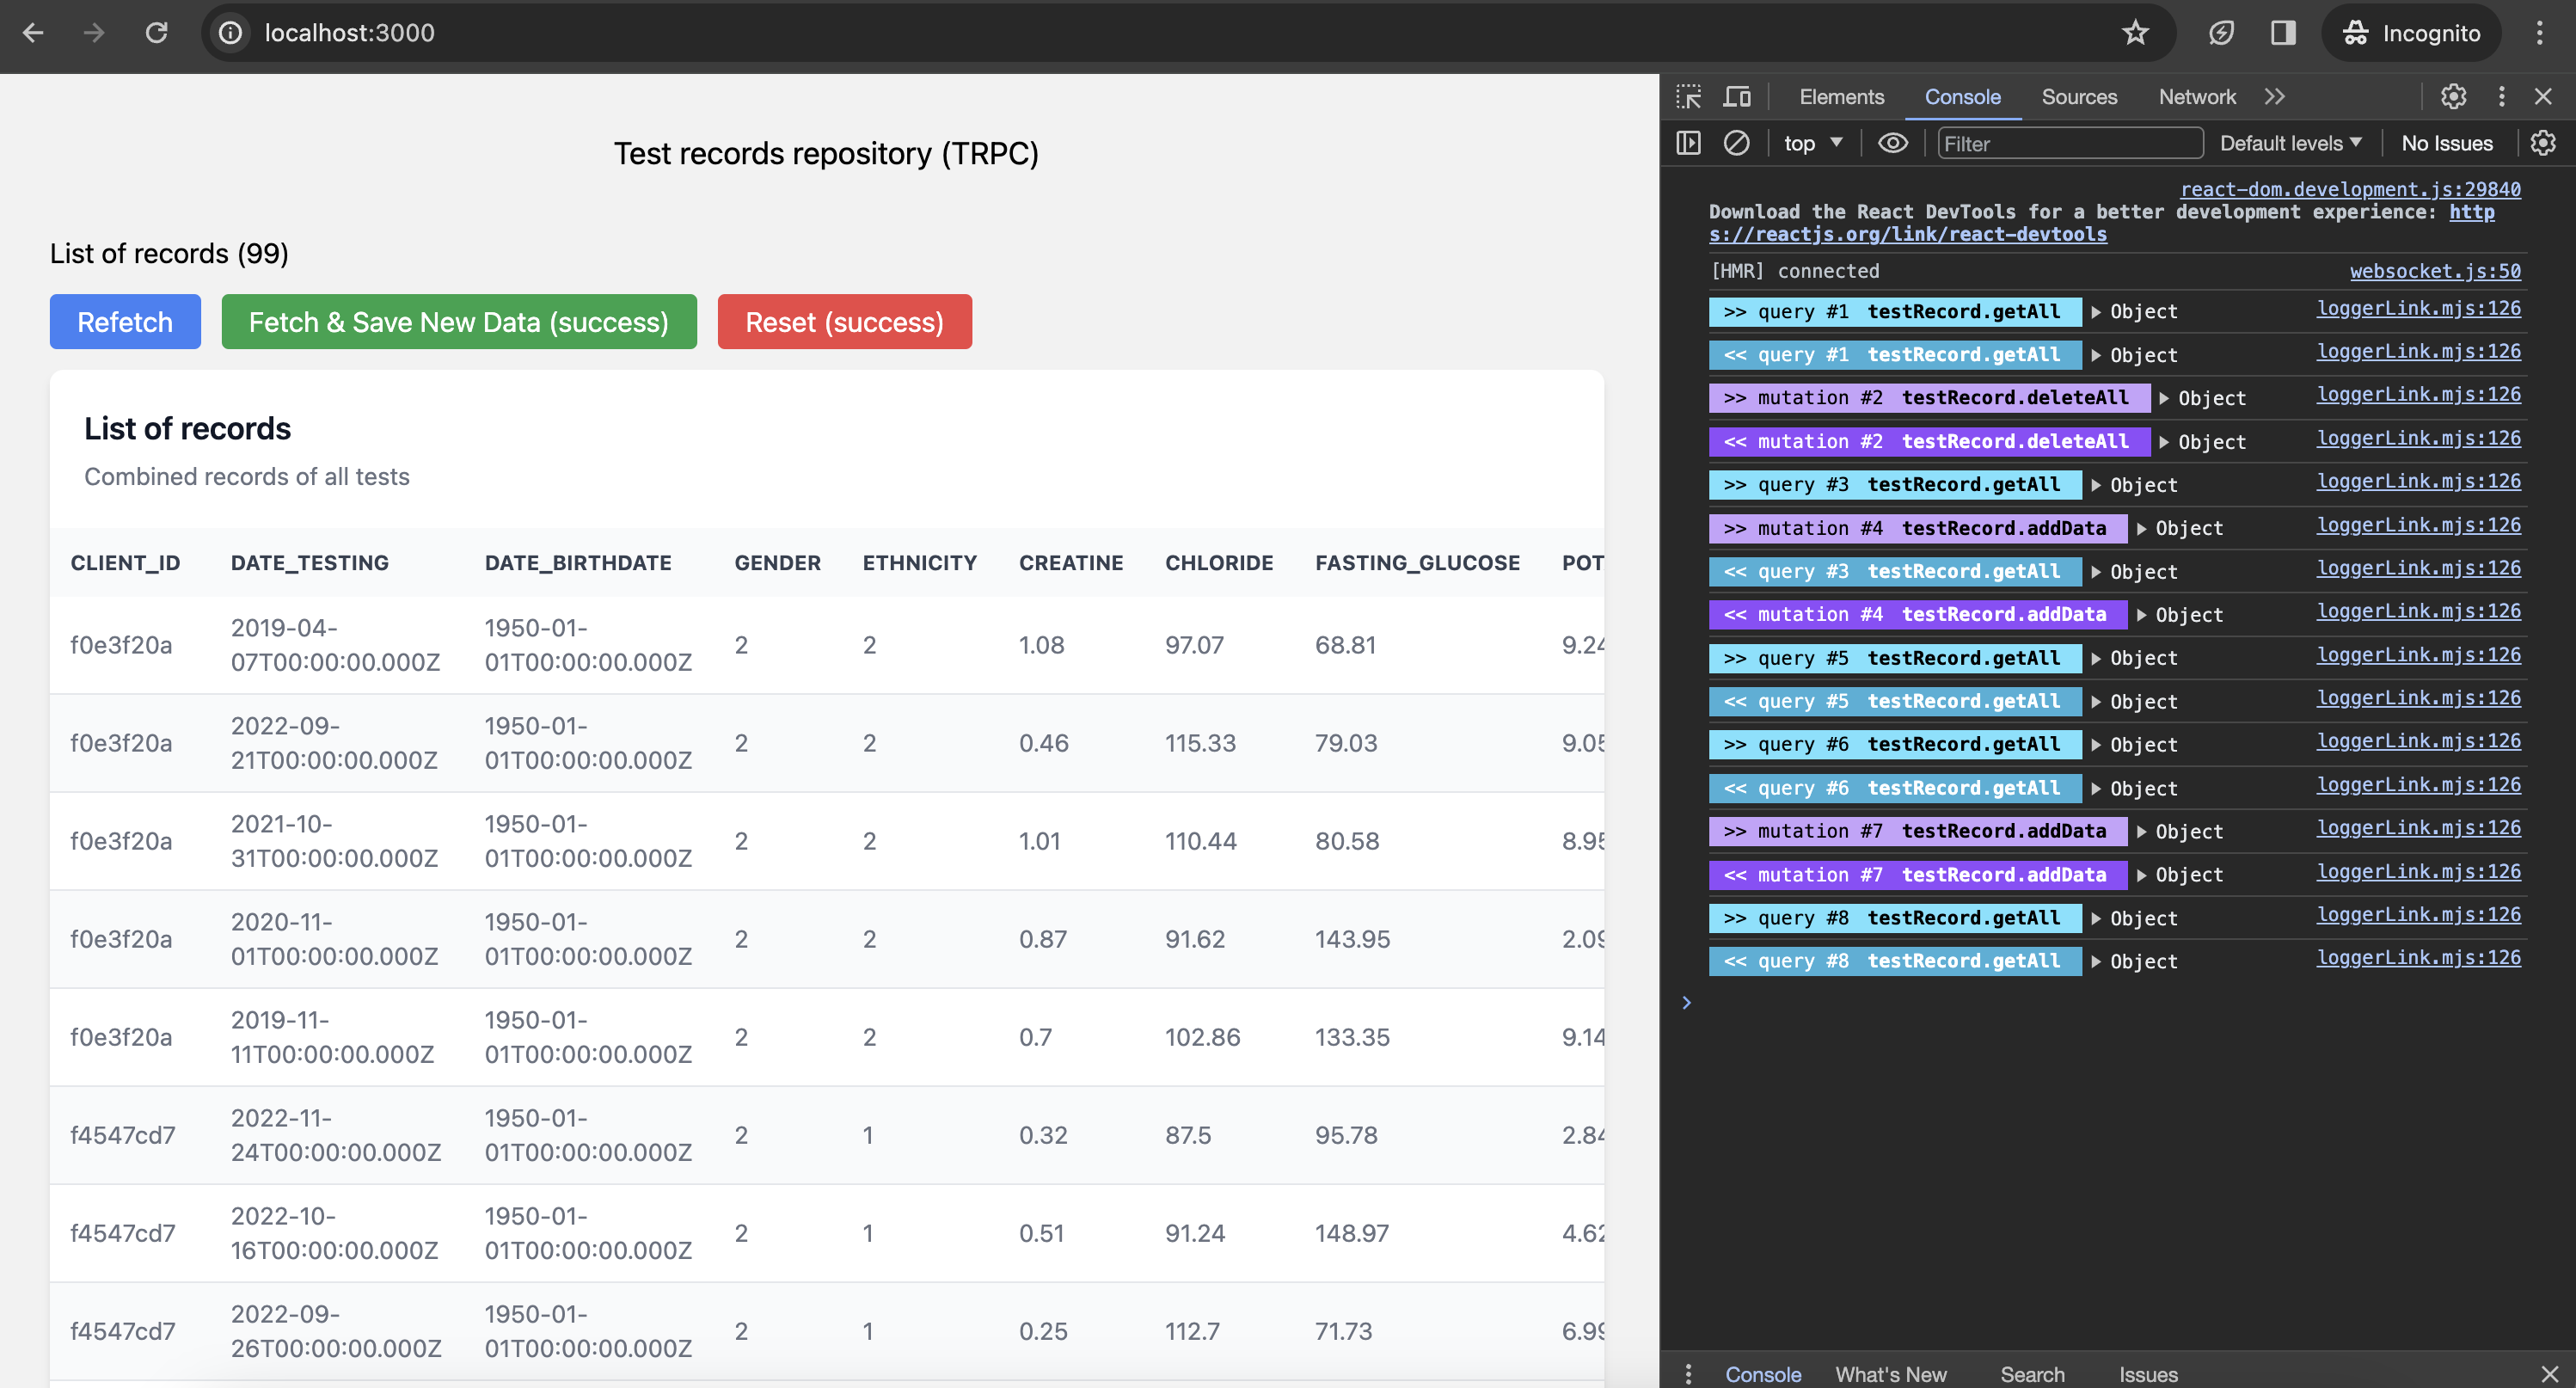 localhost:3000
Incognito
Test records repository (TRPC)
List of records (99)
Refetch
Fetch & Save New Data (success)
Reset (success)
List of records
Combined records of all tests
CLIENT_ID DATE_TESTING DATE_BIRTHDATE GENDER ETHNICITY CREATINE CHLORIDE FASTING_GLUCOSE POT
f0e3f20a 2019-04-07T00:00:00.000Z 1950-01-01T00:00:00.000Z 2 2 1.08 97.07 68.81 9.24
f0e3f20a 2022-09-21T00:00:00.000Z 1950-01-01T00:00:00.000Z 2 2 0.46 115.33 79.03 9.05
f0e3f20a 2021-10-31T00:00:00.000Z 1950-01-01T00:00:00.000Z 2 2 1.01 110.44 80.58 8.95
f0e3f20a 2020-11-01T00:00:00.000Z 1950-01-01T00:00:00.000Z 2 2 0.87 91.62 143.95 2.09
f0e3f20a 2019-11-11T00:00:00.000Z 1950-01-01T00:00:00.000Z 2 2 0.7 102.86 133.35 9.14
f4547cd7 2022-11-24T00:00:00.000Z 1950-01-01T00:00:00.000Z 2 1 0.32 87.5 95.78 2.84
f4547cd7 2022-10-16T00:00:00.000Z 1950-01-01T00:00:00.000Z 2 1 0.51 91.24 148.97 4.62
f4547cd7 2022-09-26T00:00:00.000Z 1950-01-01T00:00:00.000Z 2 1 0.25 112.7 71.73 6.99
Elements Console Sources Network
top Filter Default levels No Issues
react-dom.development.js:29840
Download the React DevTools for a better development experience: http
s://reactjs.org/link/react-devtools
[HMR] connected websocket.js:50
>> query #1 testRecord.getAll Object loggerLink.mjs:126
<< query #1 testRecord.getAll Object loggerLink.mjs:126
>> mutation #2 testRecord.deleteAll Object loggerLink.mjs:126
<< mutation #2 testRecord.deleteAll Object loggerLink.mjs:126
>> query #3 testRecord.getAll Object loggerLink.mjs:126
>> mutation #4 testRecord.addData Object loggerLink.mjs:126
<< query #3 testRecord.getAll Object loggerLink.mjs:126
<< mutation #4 testRecord.addData Object loggerLink.mjs:126
>> query #5 testRecord.getAll Object loggerLink.mjs:126
<< query #5 testRecord.getAll Object loggerLink.mjs:126
>> query #6 testRecord.getAll Object loggerLink.mjs:126
<< query #6 testRecord.getAll Object loggerLink.mjs:126
>> mutation #7 testRecord.addData Object loggerLink.mjs:126
<< mutation #7 testRecord.addData Object loggerLink.mjs:126
>> query #8 testRecord.getAll Object loggerLink.mjs:126
<< query #8 testRecord.getAll Object loggerLink.mjs:126
Console What's New Search Issues